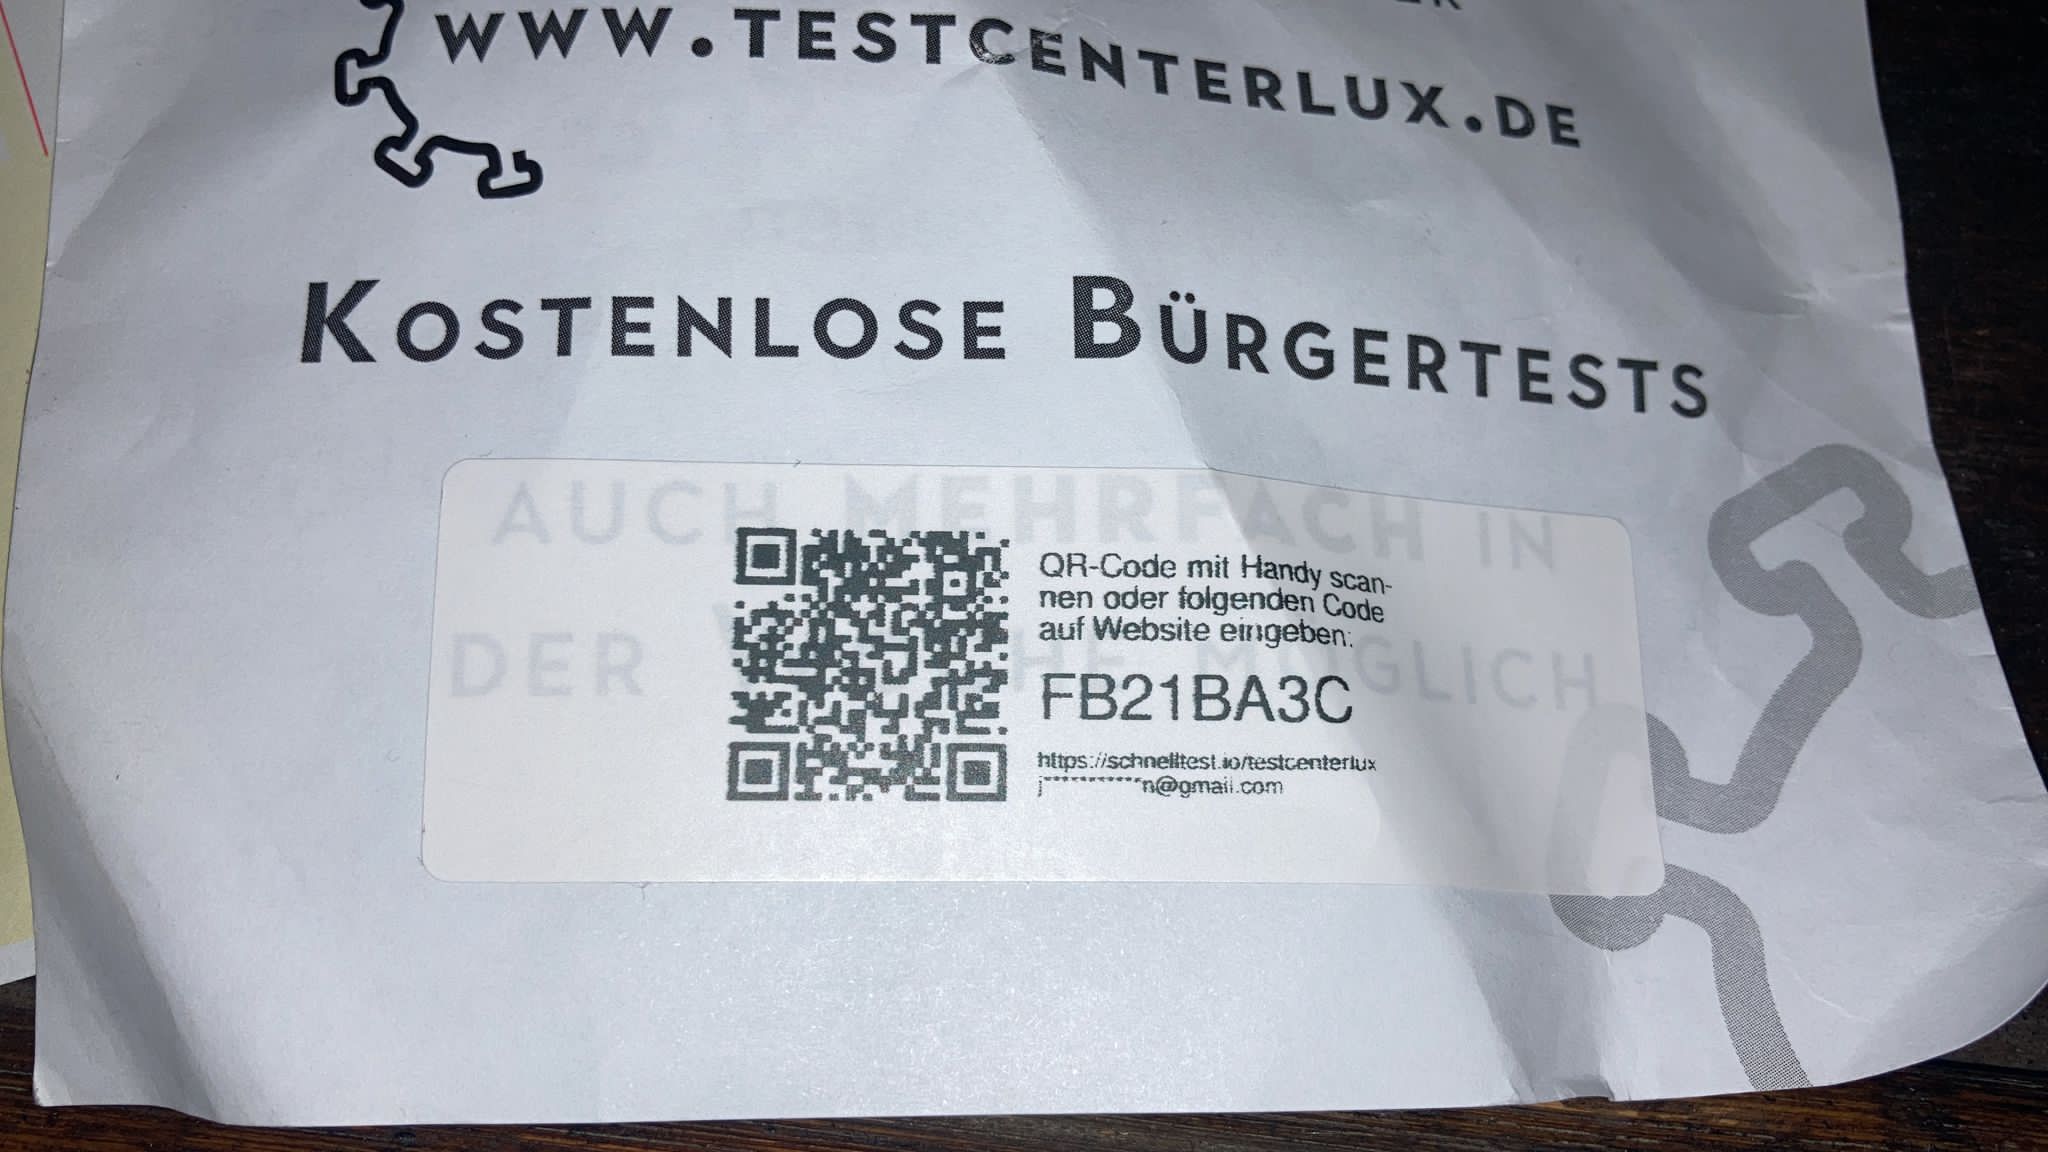 WWW.TESTCENTERLUX.DE
KOSTENLOSE BÜRGERTESTS
AUCH MEHRFACH IN
DER MÖGLICH
QR-Code mit Handy scan-
nen oder folgenden Code
auf Website eingeben:
FB21BA3C
https://schnelltest.io/testcenterlux
j***********n@gmail.com